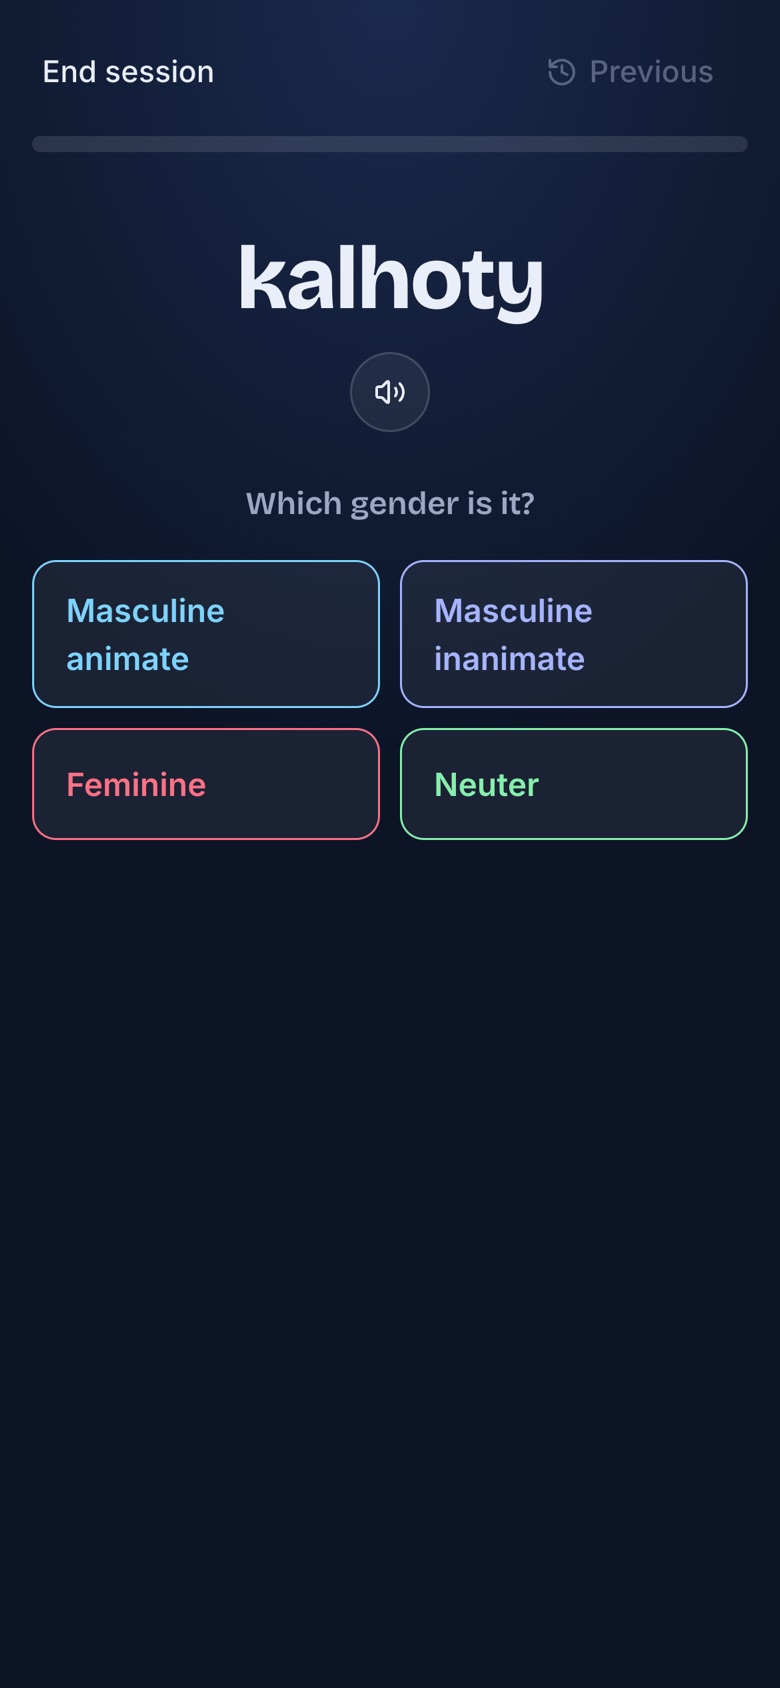 End session
Previous
kalhoty
Which gender is it?
Masculine
animate
Masculine
inanimate
Feminine
Neuter